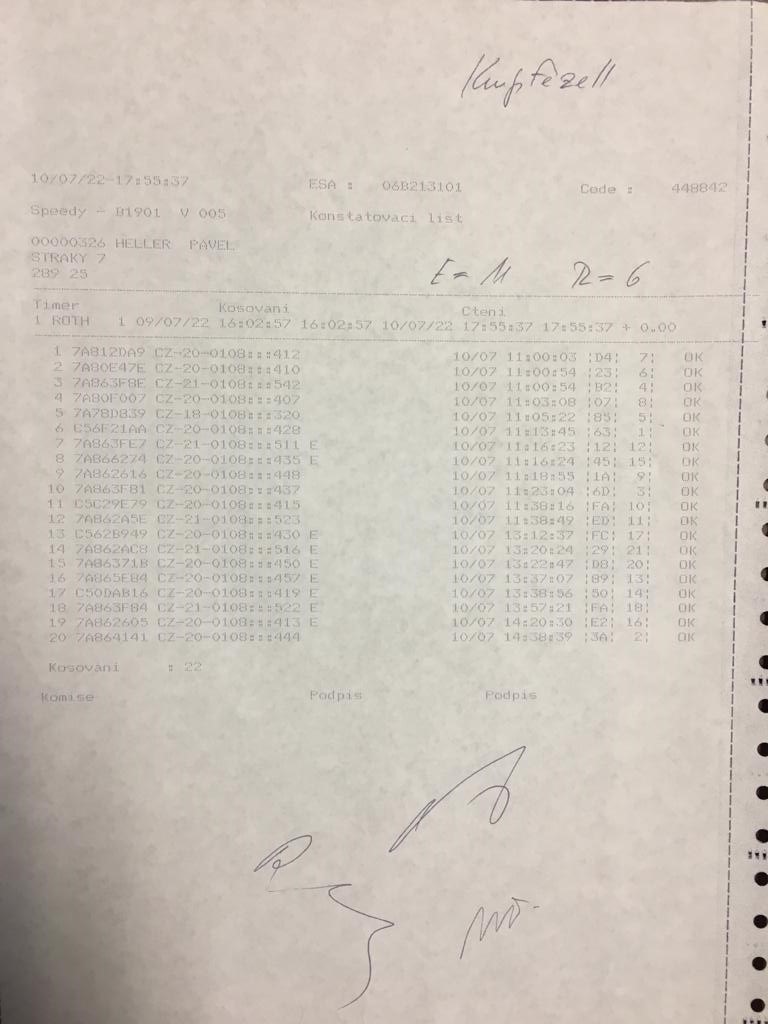 Kupferzell
10/07/22-17:55:37 ESA : 06B213101 Code : 448842
Speedy - B1901 V 005 Konstatovaci list
00000326 HELLER PAVEL
STRAKY 7
289 25
E = 11 R = 6
Timer Kosovani Cteni
1 ROTH 1 09/07/22 16:02:57 16:02:57 10/07/22 17:55:37 17:55:37 + 0.00
1 7A812DA9 CZ-20-0108:::412 10/07 11:00:03 ¦D4¦ 7¦ OK
2 7A80E47E CZ-20-0108:::410 10/07 11:00:54 ¦23¦ 6¦ OK
3 7A863F8E CZ-21-0108:::542 10/07 11:00:54 ¦B2¦ 4¦ OK
4 7A80F007 CZ-20-0108:::407 10/07 11:03:08 ¦07¦ 8¦ OK
5 7A78D839 CZ-18-0108:::320 10/07 11:05:22 ¦85¦ 5¦ OK
6 C56F21AA CZ-20-0108:::428 10/07 11:13:45 ¦63¦ 1¦ OK
7 7A863FE7 CZ-21-0108:::511 E 10/07 11:16:23 ¦12¦ 12¦ OK
8 7A866274 CZ-20-0108:::435 E 10/07 11:16:24 ¦45¦ 15¦ OK
9 7A862616 CZ-20-0108:::448 10/07 11:18:55 ¦1A¦ 9¦ OK
10 7A863F81 CZ-20-0108:::437 10/07 11:23:04 ¦6D¦ 3¦ OK
11 C5C29E79 CZ-20-0108:::415 10/07 11:38:16 ¦FA¦ 10¦ OK
12 7A862A5E CZ-21-0108:::523 10/07 11:38:49 ¦ED¦ 11¦ OK
13 C562B949 CZ-20-0108:::430 E 10/07 13:12:37 ¦FC¦ 17¦ OK
14 7A862AC8 CZ-21-0108:::516 E 10/07 13:20:24 ¦29¦ 21¦ OK
15 7A86371B CZ-20-0108:::450 E 10/07 13:22:47 ¦D8¦ 20¦ OK
16 7A865E84 CZ-20-0108:::457 E 10/07 13:37:07 ¦89¦ 13¦ OK
17 C50DAB16 CZ-20-0108:::419 E 10/07 13:38:56 ¦50¦ 14¦ OK
18 7A863F84 CZ-21-0108:::522 E 10/07 13:57:21 ¦FA¦ 18¦ OK
19 7A862605 CZ-20-0108:::413 E 10/07 14:20:30 ¦E2¦ 16¦ OK
20 7A864141 CZ-20-0108:::444 10/07 14:38:39 ¦3A¦ 2¦ OK
Kosovani : 22
Komise Podpis Podpis